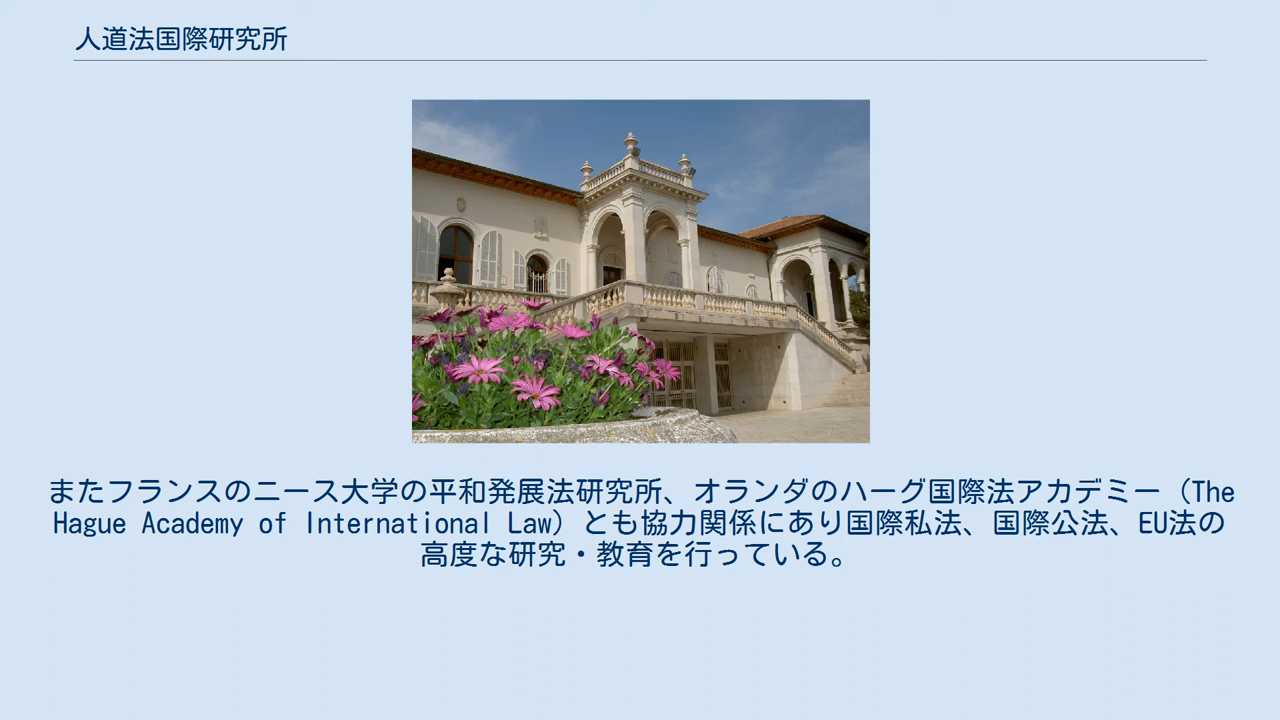 人道法国際研究所
またフランスのニース大学の平和発展法研究所、オランダのハーグ国際法アカデミー（The
Hague Academy of International Law）とも協力関係にあり国際私法、国際公法、EU法の
高度な研究・教育を行っている。